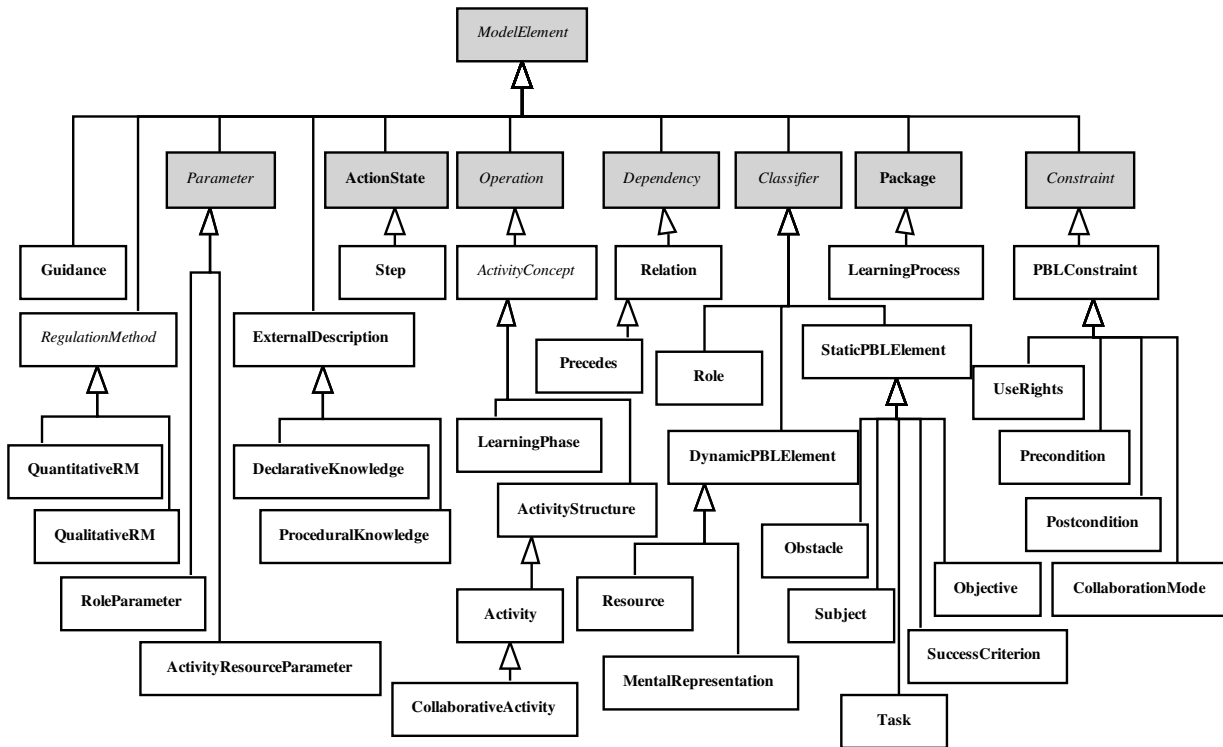 ModelElement
Parameter
ActionState
Operation
Dependency
Classifier
Package
Constraint
Guidance
Step
ActivityConcept
Relation
LearningProcess
PBLConstraint
RegulationMethod
ExternalDescription
Precedes
Role
StaticPBLElement
UseRights
QuantitativeRM
DeclarativeKnowledge
LearningPhase
DynamicPBLElement
Precondition
QualitativeRM
ProceduralKnowledge
ActivityStructure
Obstacle
Postcondition
RoleParameter
Activity
Resource
Subject
Objective
CollaborationMode
ActivityResourceParameter
MentalRepresentation
SuccessCriterion
CollaborativeActivity
Task